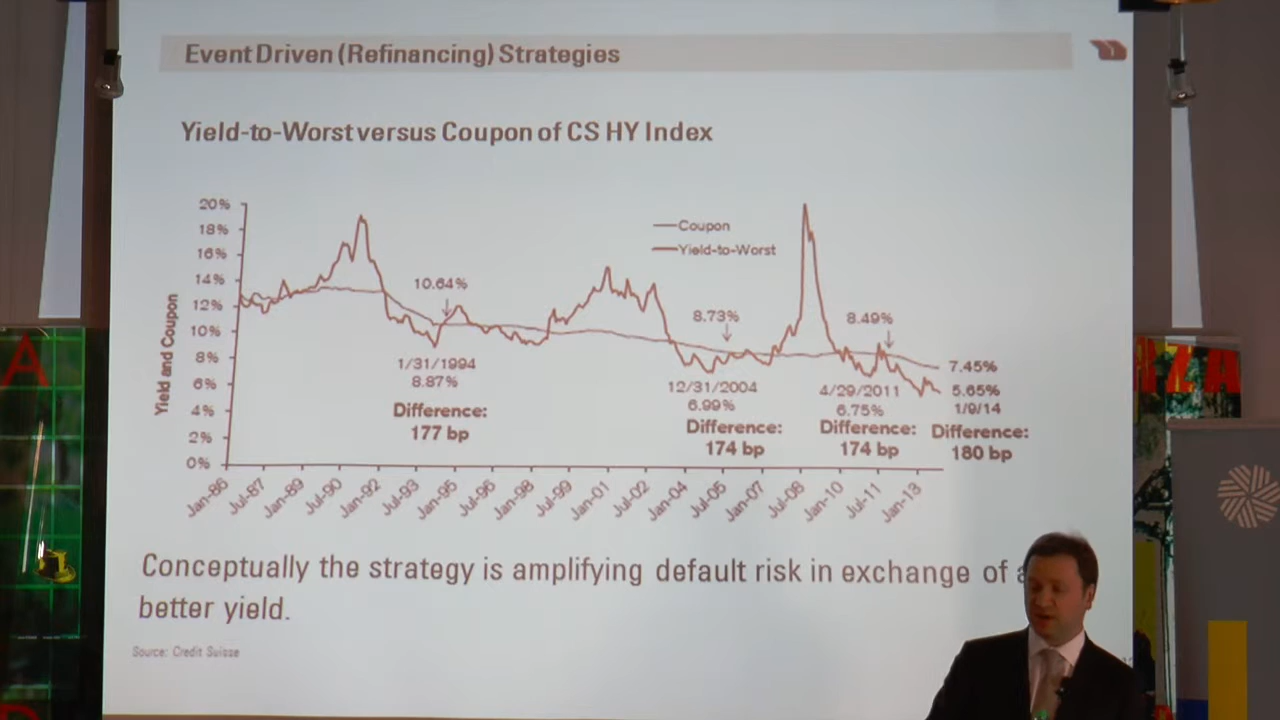 Event Driven (Refinancing) Strategies
Yield-to-Worst versus Coupon of CS HY Index
Yield and Coupon
20%
18%
16%
14%
12%
10%
8%
6%
4%
2%
0%
Coupon
Yield-to-Worst
10.64%
1/31/1994
8.87%
Difference:
177 bp
8.73%
12/31/2004
6.99%
Difference:
174 bp
8.49%
4/29/2011
6.75%
Difference:
174 bp
7.45%
5.65%
1/9/14
Difference:
180 bp
Jan-86
Jul-87
Jan-89
Jul-90
Jan-92
Jul-93
Jan-95
Jul-96
Jan-98
Jul-99
Jan-01
Jul-02
Jan-04
Jul-05
Jan-07
Jul-08
Jan-10
Jul-11
Jan-13
Conceptually the strategy is amplifying default risk in exchange of a
better yield.
Source: Credit Suisse
A
D
ZA